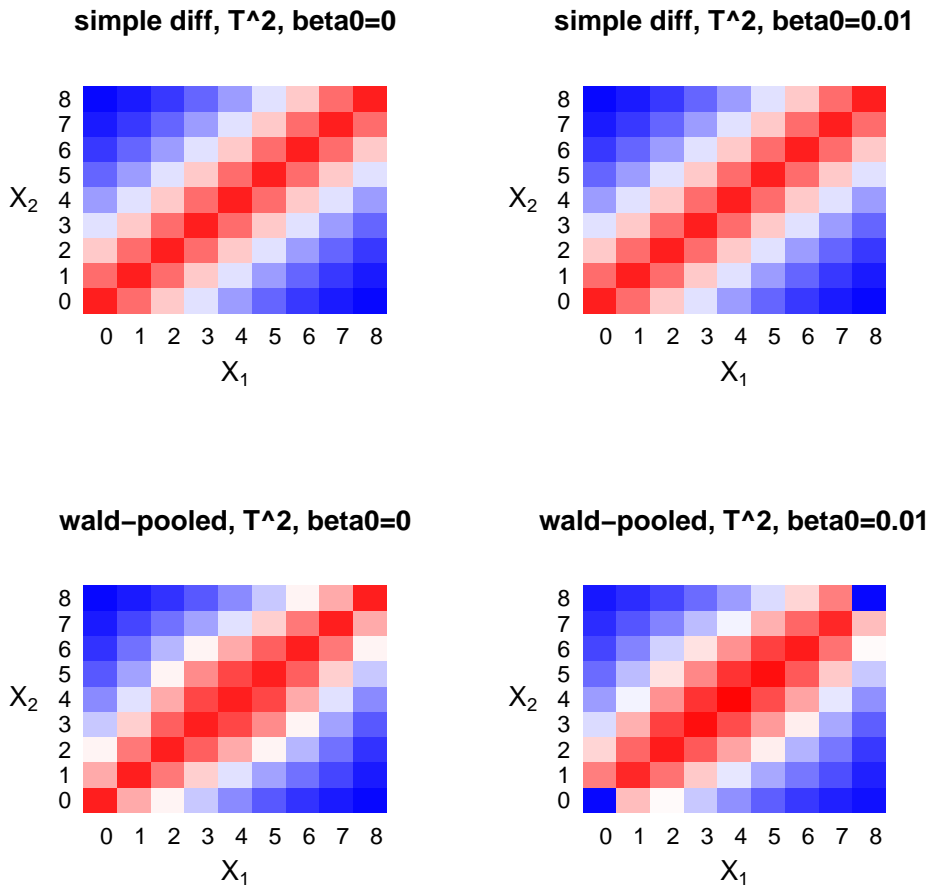 simple diff, T^2, beta0=0
8
7
6
5
4
3
2
1
0
X₂
0 1 2 3 4 5 6 7 8
X₁
simple diff, T^2, beta0=0.01
8
7
6
5
4
3
2
1
0
X₂
0 1 2 3 4 5 6 7 8
X₁
wald−pooled, T^2, beta0=0
8
7
6
5
4
3
2
1
0
X₂
0 1 2 3 4 5 6 7 8
X₁
wald−pooled, T^2, beta0=0.01
8
7
6
5
4
3
2
1
0
X₂
0 1 2 3 4 5 6 7 8
X₁